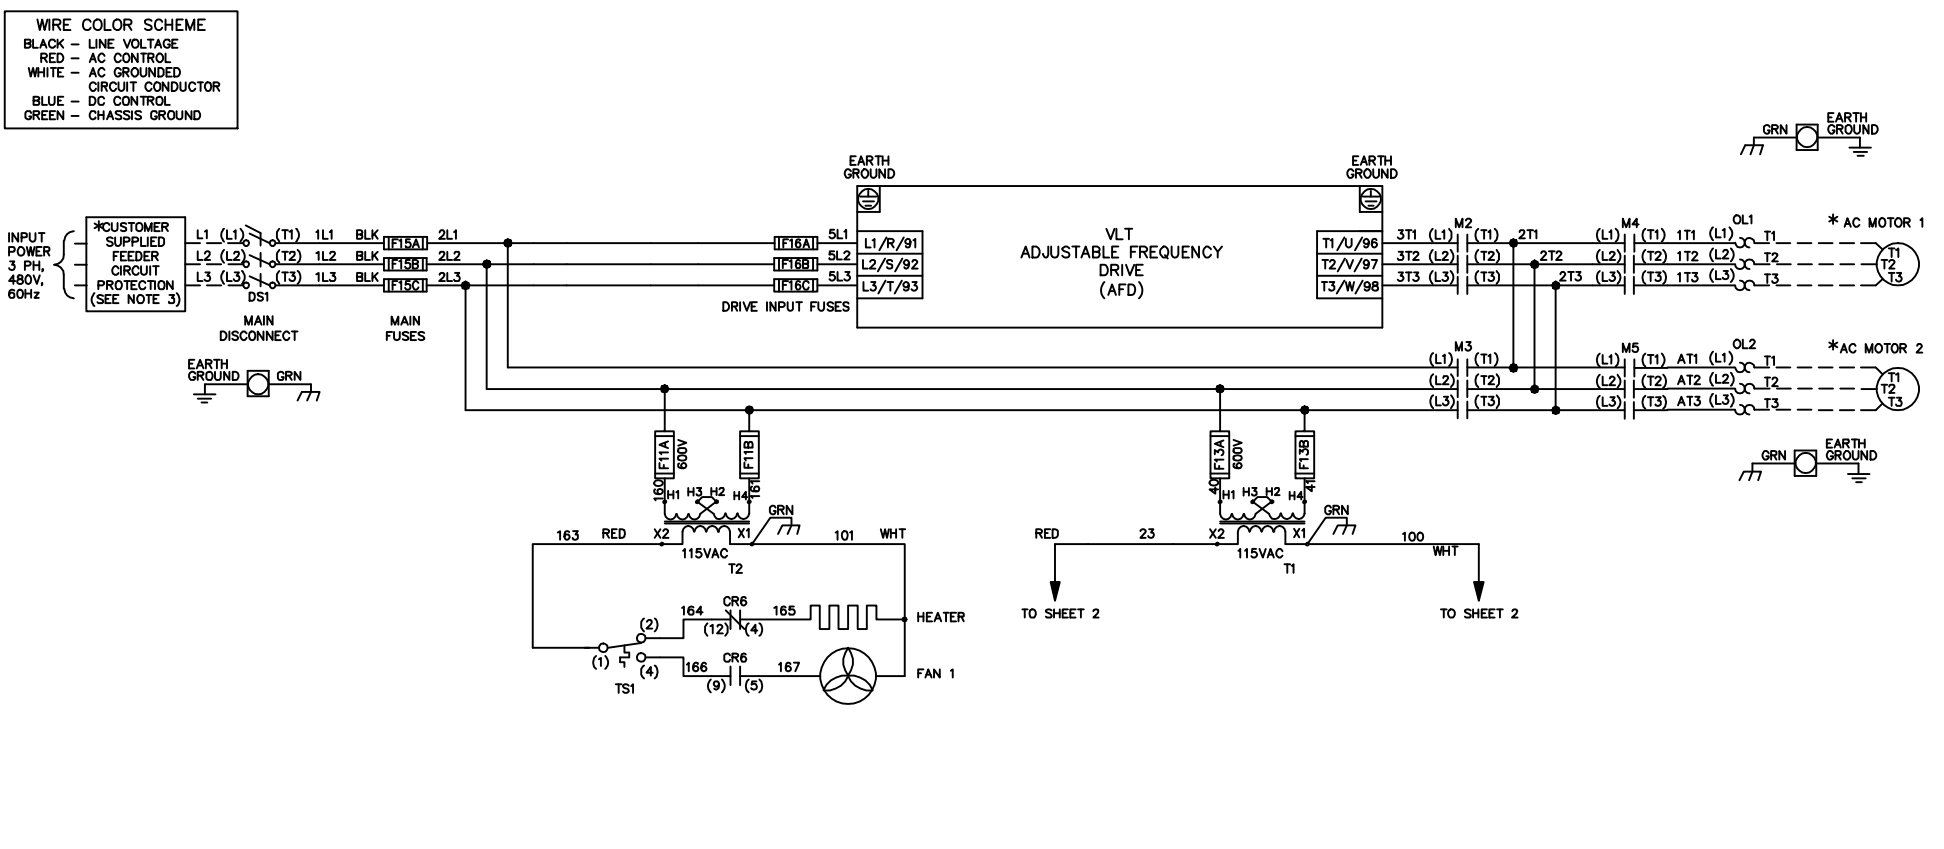 WIRE COLOR SCHEME
BLACK – LINE VOLTAGE
RED – AC CONTROL
WHITE – AC GROUNDED
CIRCUIT CONDUCTOR
BLUE – DC CONTROL
GREEN – CHASSIS GROUND
GRN
EARTH
GROUND
EARTH
GROUND
EARTH
GROUND
INPUT
POWER
3 PH,
480V,
60Hz
*CUSTOMER
SUPPLIED
FEEDER
CIRCUIT
PROTECTION
(SEE NOTE 3)
L1 (L1) (T1) 1L1 BLK F15A 2L1
L2 (L2) (T2) 1L2 BLK F15B 2L2
L3 (L3) (T3) 1L3 BLK F15C 2L3
DS1
MAIN
DISCONNECT
MAIN
FUSES
F16A 5L1 L1/R/91
F16B 5L2 L2/S/92
F16C 5L3 L3/T/93
DRIVE INPUT FUSES
VLT
ADJUSTABLE FREQUENCY
DRIVE
(AFD)
M2 M4 OL1 * AC MOTOR 1
T1/U/96 3T1 (L1) (T1) 2T1 (L1) (T1) 1T1 (L1) T1 T1
T2/V/97 3T2 (L2) (T2) 2T2 (L2) (T2) 1T2 (L2) T2 T2
T3/W/98 3T3 (L3) (T3) 2T3 (L3) (T3) 1T3 (L3) T3 T3
M3 M5 OL2 *AC MOTOR 2
(L1) (T1) (L1) (T1) AT1 (L1) T1 T1
(L2) (T2) (L2) (T2) AT2 (L2) T2 T2
(L3) (T3) (L3) (T3) AT3 (L3) T3 T3
EARTH
GROUND
GRN
GRN
EARTH
GROUND
F11A
600V
F11B
160
161
H1 H3 H2 H4
GRN
163 RED X2 X1 101 WHT
115VAC
T2
F13A
600V
F13B
40
41
H1 H3 H2 H4
GRN
RED 23 X2 X1 100
WHT
115VAC
T1
TO SHEET 2
TO SHEET 2
164 CR6 165 HEATER
(12) (4)
(2)
(1)
(4)
TS1
166 CR6 167 FAN 1
(9) (5)